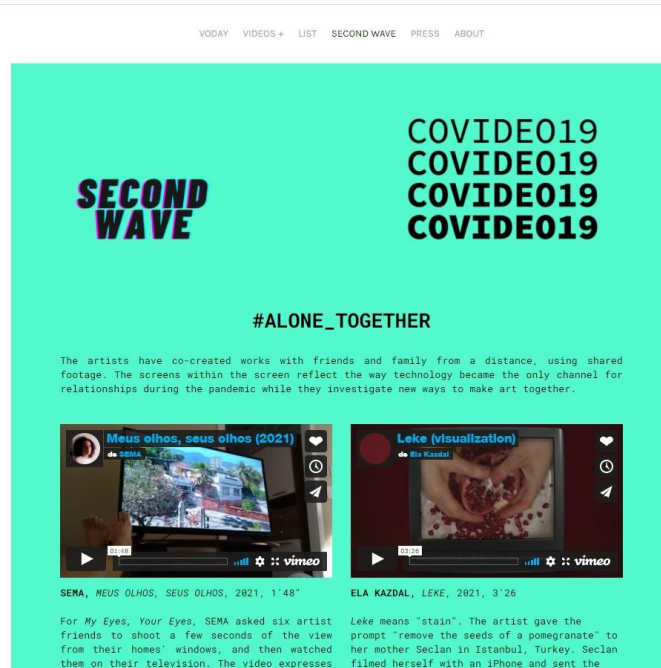 VODAY VIDEOS + LIST SECOND WAVE PRESS ABOUT
SECOND
WAVE
COVIDEO19
COVIDEO19
COVIDEO19
COVIDEO19
#ALONE_TOGETHER
The artists have co-created works with friends and family from a distance, using shared
footage. The screens within the screen reflect the way technology became the only channel for
relationships during the pandemic while they investigate new ways to make art together.
Meus olhos, seus olhos (2021)
de SEMA
01:48
vimeo
SEMA, MEUS OLHOS, SEUS OLHOS, 2021, 1'48"
For My Eyes, Your Eyes, SEMA asked six artist
friends to shoot a few seconds of the view
from their homes' windows, and then watched
them on their television. The video expresses
Leke (visualization)
de Ela Kazdal
03:26
vimeo
ELA KAZDAL, LEKE, 2021, 3'26
Leke means "stain". The artist gave the
prompt "remove the seeds of a pomegranate" to
her mother Seclan in Istanbul, Turkey. Seclan
filmed herself with an iPhone and sent the